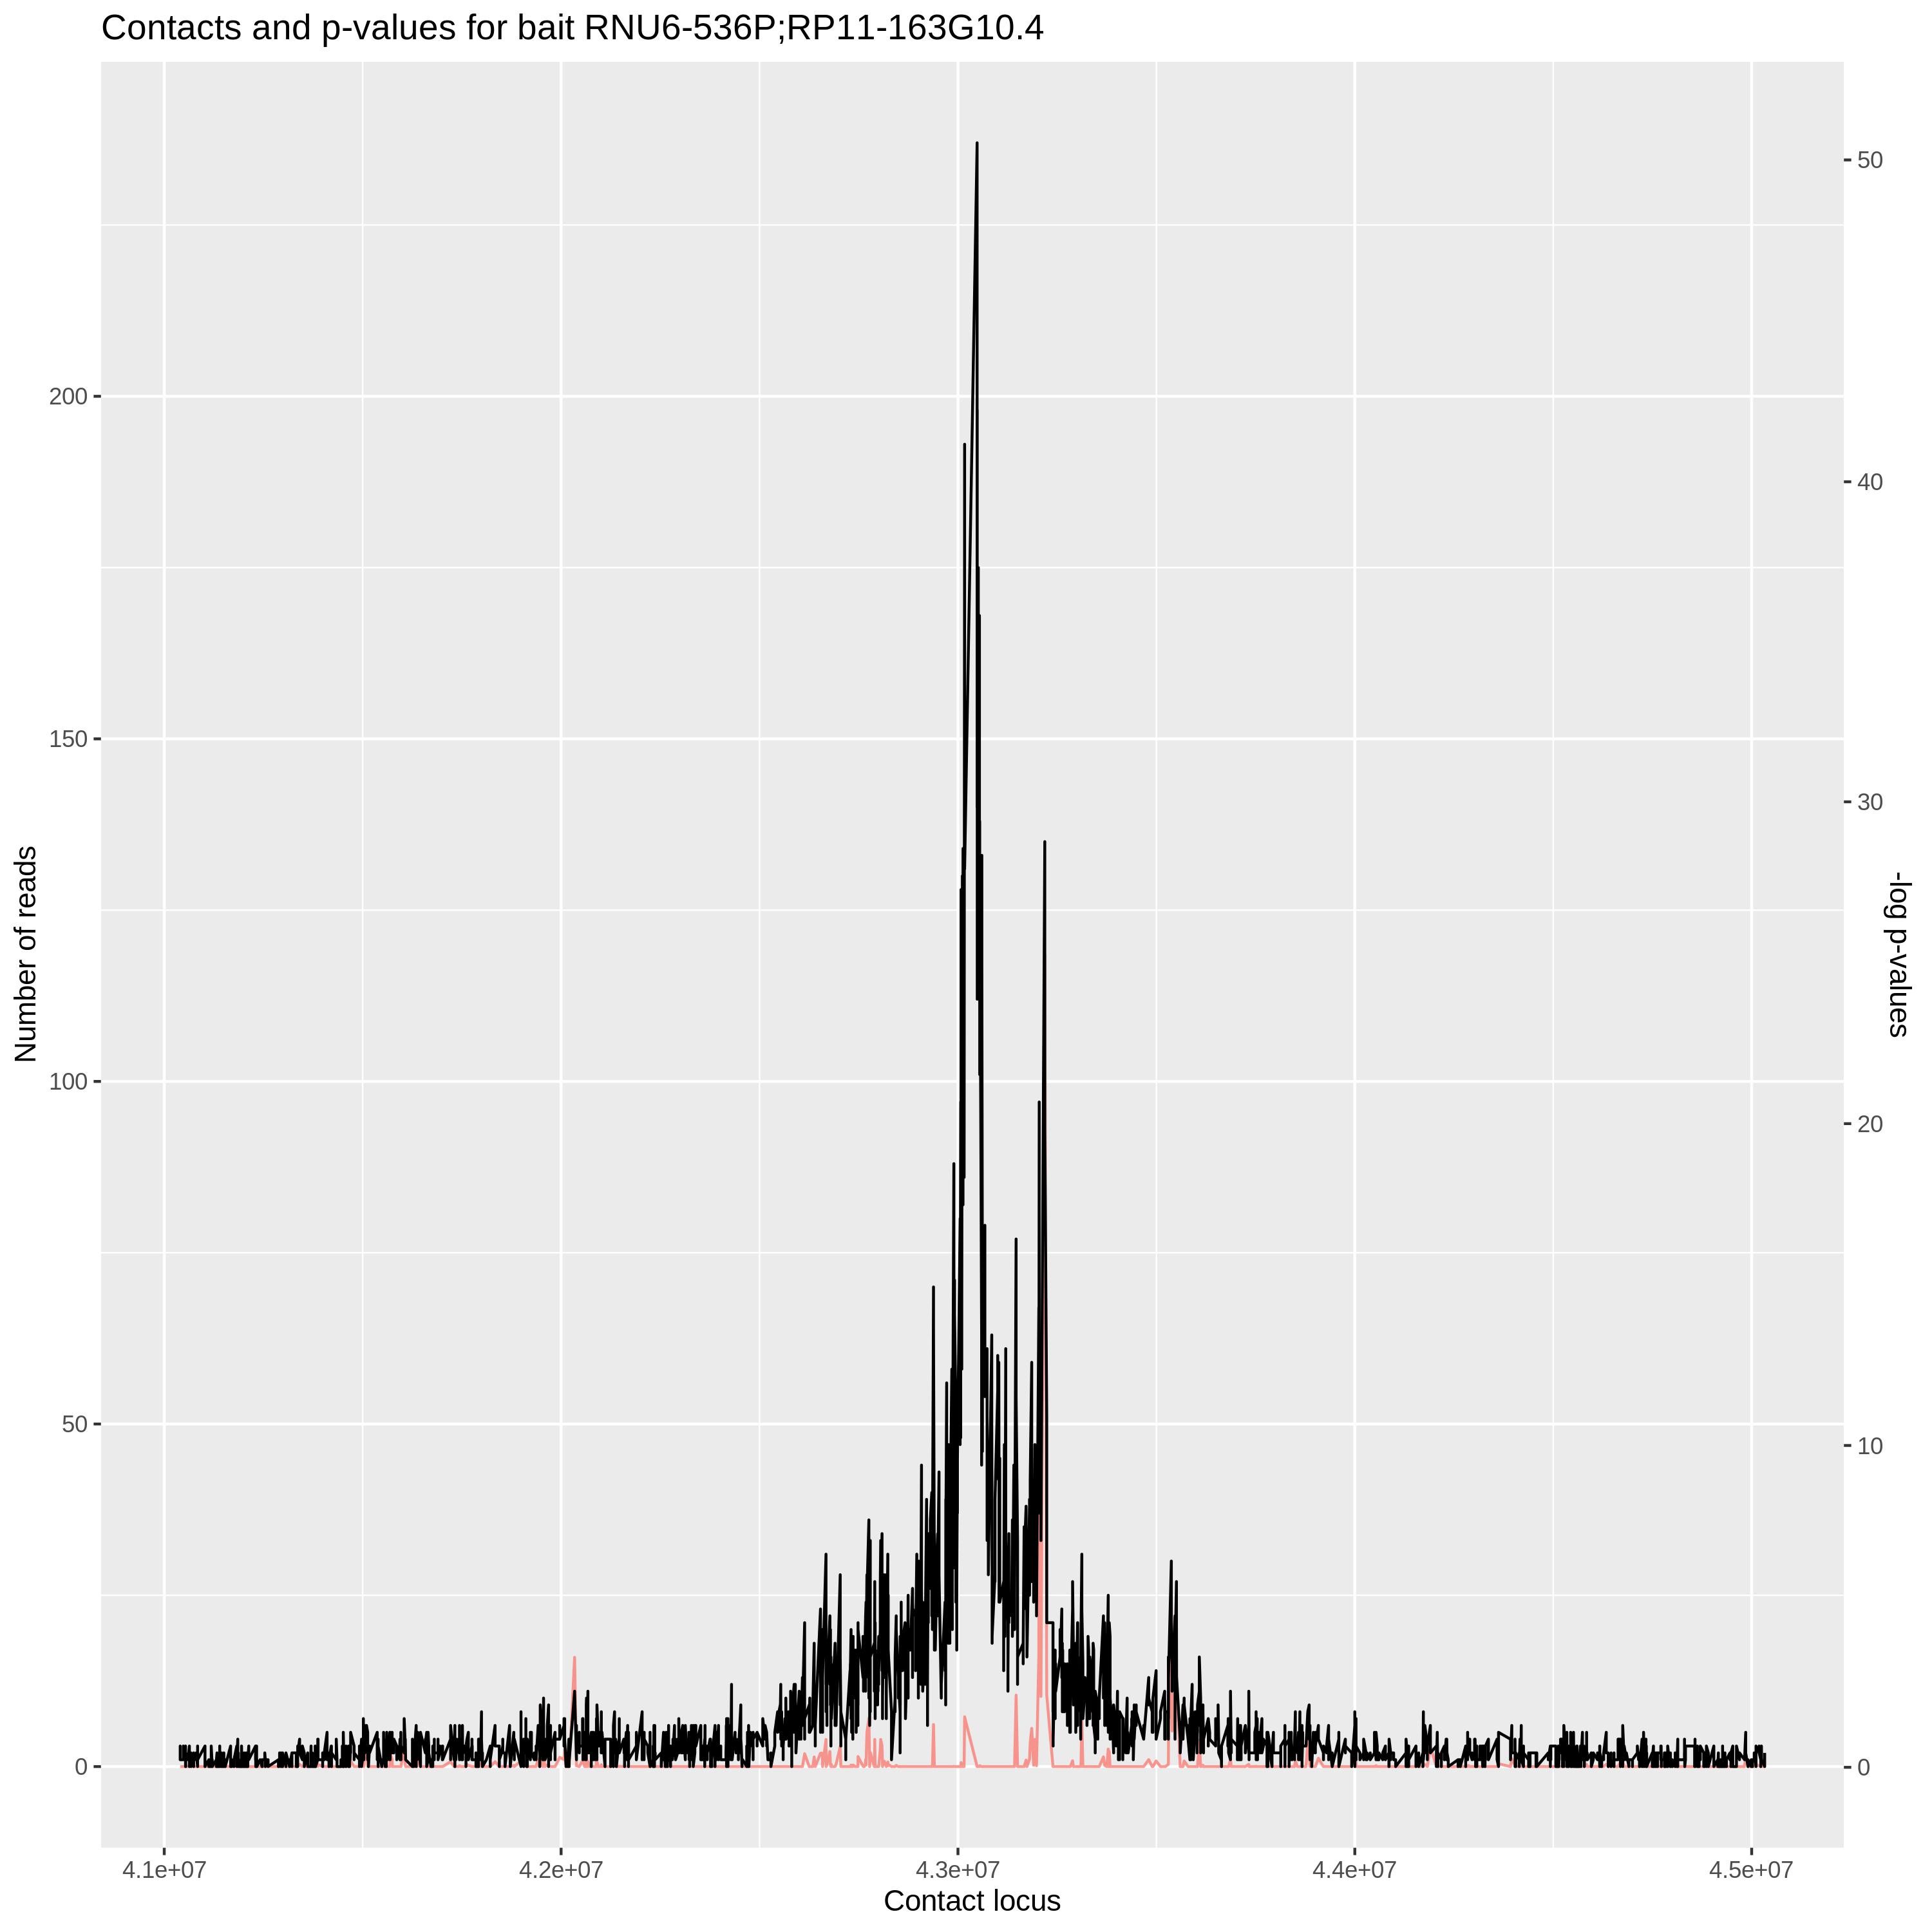 Contacts and p-values for bait RNU6-536P;RP11-163G10.4
Number of reads
200
150
100
50
0
50
40
30
20
10
0
-log p-values
4.1e+07 4.2e+07 4.3e+07 4.4e+07 4.5e+07
Contact locus